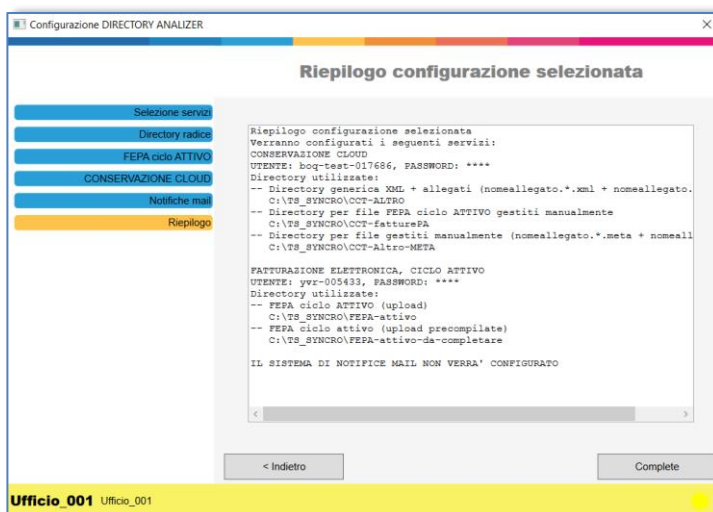 Configurazione DIRECTORY ANALIZER
Riepilogo configurazione selezionata
Selezione servizi
Directory radice
FEPA ciclo ATTIVO
CONSERVAZIONE CLOUD
Notifiche mail
Riepilogo
Riepilogo configurazione selezionata
Verranno configurati i seguenti servizi:
CONSERVAZIONE CLOUD
UTENTE: boq-test-017686, PASSWORD: ****
Directory utilizzate:
-- Directory generica XML + allegati (nomeallegato.*.xml + nomeallegato.
C:\TS_SYNCRO\CCT-ALTRO
-- Directory per file FEPA ciclo ATTIVO gestiti manualmente
C:\TS_SYNCRO\CCT-fatturePA
-- Directory per file gestiti manualmente (nomeallegato.*.meta + nomeall
C:\TS_SYNCRO\CCT-Altro-META
FATTURAZIONE ELETTRONICA, CICLO ATTIVO
UTENTE: yvr-005433, PASSWORD: ****
Directory utilizzate:
-- FEPA ciclo ATTIVO (upload)
C:\TS_SYNCRO\FEPA-attivo
-- FEPA ciclo attivo (upload precompilate)
C:\TS_SYNCRO\FEPA-attivo-da-completare
IL SISTEMA DI NOTIFICE MAIL NON VERRA' CONFIGURATO
< Indietro
Complete
Ufficio_001 Ufficio_001